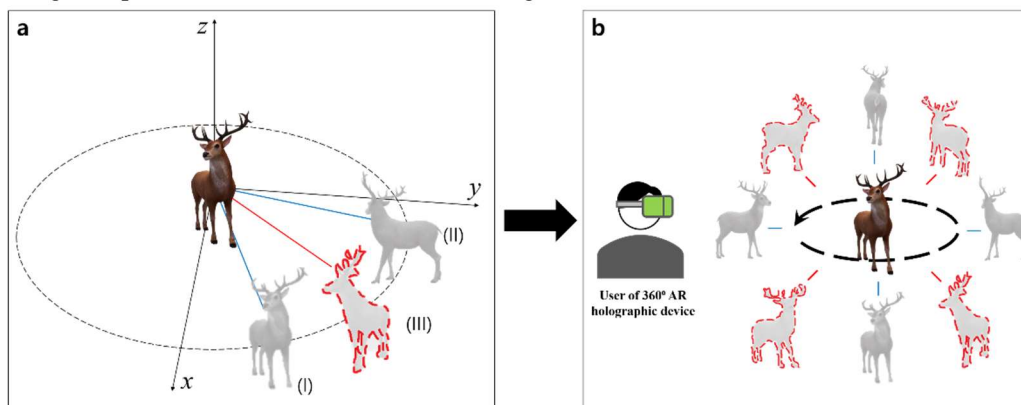 a
z
y
x
(I)
(II)
(III)
b
User of 360° AR
holographic device